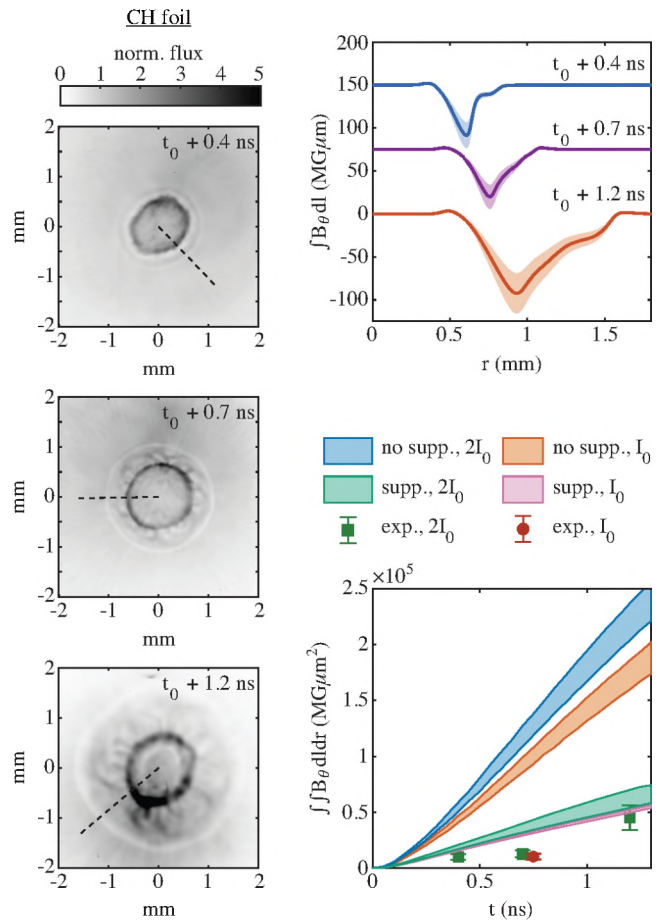 CH foil
norm. flux
0 1 2 3 4 5
t₀ + 0.4 ns
2
1
0
-1
-2
mm
-2 -1 0 1 2
mm
t₀ + 0.7 ns
2
1
0
-1
-2
mm
-2 -1 0 1 2
mm
t₀ + 1.2 ns
2
1
0
-1
-2
mm
-2 -1 0 1 2
mm
200
150
100
50
0
-50
-100
∫B_θ dl (MGμm)
t₀ + 0.4 ns
t₀ + 0.7 ns
t₀ + 1.2 ns
0 0.5 1 1.5
r (mm)
no supp., 2I₀
no supp., I₀
supp., 2I₀
supp., I₀
exp., 2I₀
exp., I₀
×10⁵
2.5
2
1.5
1
0.5
0
∫∫B_θ dldr (MGμm²)
0 0.5 1
t (ns)